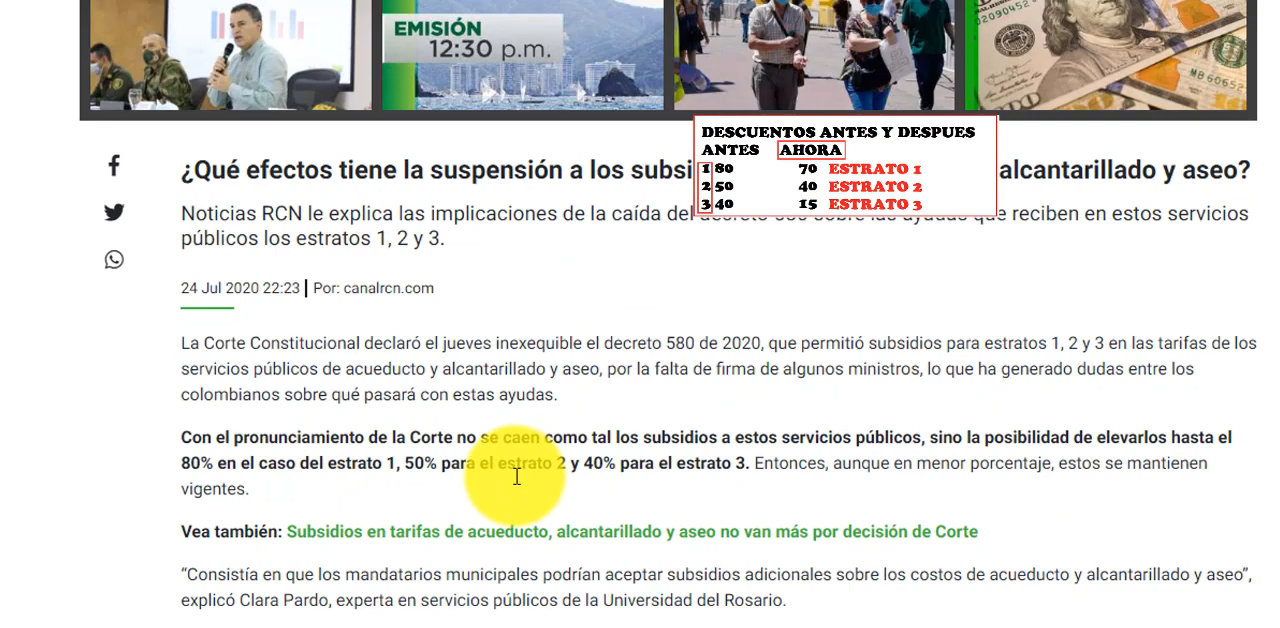 EMISIÓN
12:30 p.m.
DESCUENTOS ANTES Y DESPUES
ANTES AHORA
1 80 70 ESTRATO 1
2 50 40 ESTRATO 2
3 40 15 ESTRATO 3
¿Qué efectos tiene la suspensión a los subsi alcantarillado y aseo?
Noticias RCN le explica las implicaciones de la caída del decreto 580 sobre las ayudas que reciben en estos servicios
públicos los estratos 1, 2 y 3.
24 Jul 2020 22:23 | Por: canalrcn.com
La Corte Constitucional declaró el jueves inexequible el decreto 580 de 2020, que permitió subsidios para estratos 1, 2 y 3 en las tarifas de los
servicios públicos de acueducto y alcantarillado y aseo, por la falta de firma de algunos ministros, lo que ha generado dudas entre los
colombianos sobre qué pasará con estas ayudas.
Con el pronunciamiento de la Corte no se caen como tal los subsidios a estos servicios públicos, sino la posibilidad de elevarlos hasta el
80% en el caso del estrato 1, 50% para el estrato 2 y 40% para el estrato 3. Entonces, aunque en menor porcentaje, estos se mantienen
vigentes.
Vea también: Subsidios en tarifas de acueducto, alcantarillado y aseo no van más por decisión de Corte
“Consistía en que los mandatarios municipales podrían aceptar subsidios adicionales sobre los costos de acueducto y alcantarillado y aseo”,
explicó Clara Pardo, experta en servicios públicos de la Universidad del Rosario.